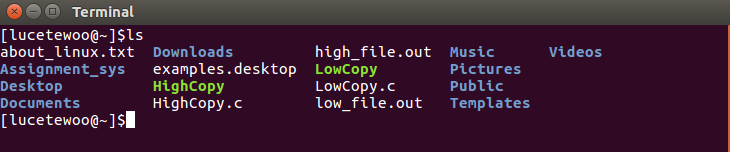 Terminal
[lucetewoo@~]$ls
about_linux.txt  Downloads         high_file.out  Music      Videos
Assignment_sys   examples.desktop  LowCopy        Pictures
Desktop          HighCopy          LowCopy.c      Public
Documents        HighCopy.c        low_file.out   Templates
[lucetewoo@~]$